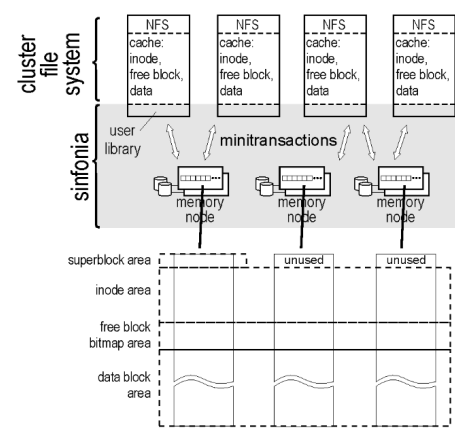 cluster
file
system
NFS
cache:
inode,
free block,
data
NFS
cache:
inode,
free block,
data
NFS
cache:
inode,
free block,
data
NFS
cache:
inode,
free block,
data
sinfonia
user
library
minitransactions
memory
node
memory
node
memory
node
superblock area
unused
unused
inode area
free block
bitmap area
data block
area